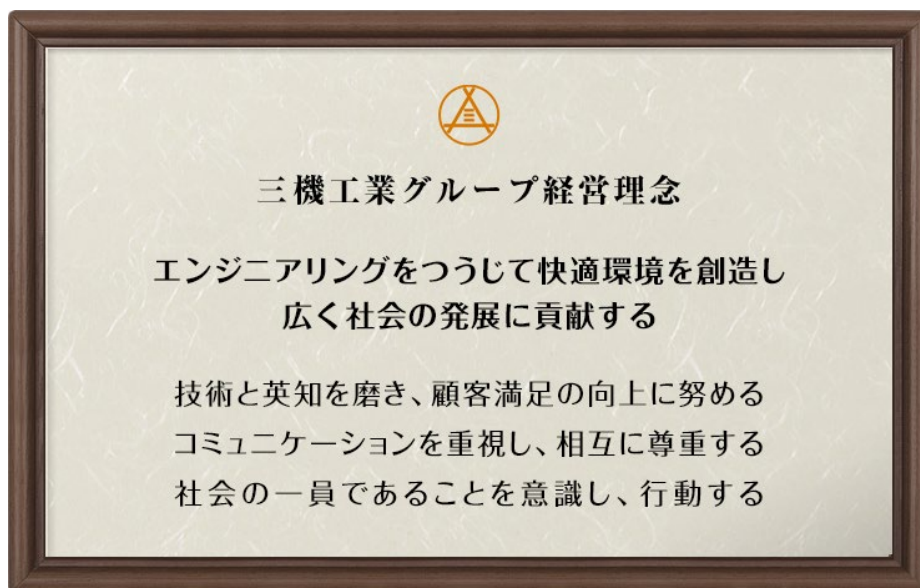 三機工業グループ経営理念
エンジニアリングをつうじて快適環境を創造し
広く社会の発展に貢献する
技術と英知を磨き、顧客満足の向上に努める
コミュニケーションを重視し、相互に尊重する
社会の一員であることを意識し、行動する